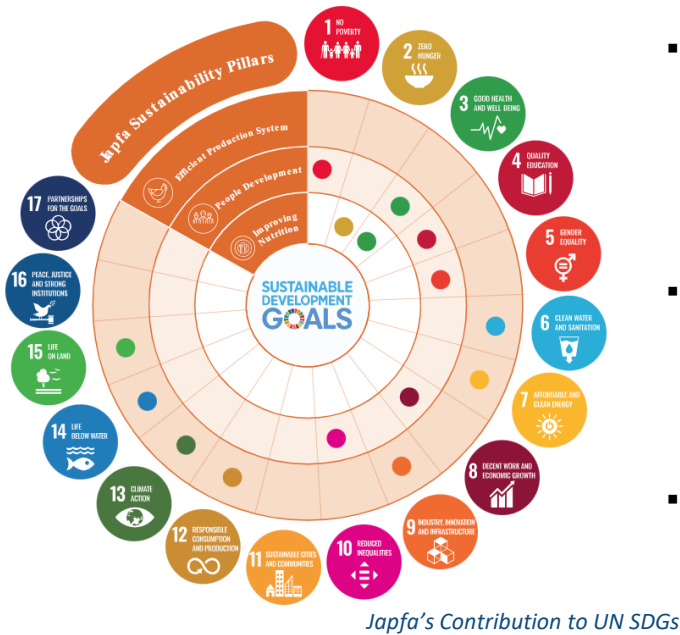 Japfa Sustainability Pillars
Efficient Production System
People Development
Improving
Nutrition
SUSTAINABLE
DEVELOPMENT
GOALS
1 NO
POVERTY
2 ZERO
HUNGER
3 GOOD HEALTH
AND WELL BEING
4 QUALITY
EDUCATION
5 GENDER
EQUALITY
6 CLEAN WATER
AND SANITATION
7 AFFORDABLE AND
CLEAN ENERGY
8 DECENT WORK AND
ECONOMIC GROWTH
9 INDUSTRY, INNOVATION
AND INFRASTRUCTURE
10 REDUCED
INEQUALITIES
11 SUSTAINABLE CITIES
AND COMMUNITIES
12 RESPONSIBLE
CONSUMPTION
AND PRODUCTION
13 CLIMATE
ACTION
14 LIFE
BELOW WATER
15 LIFE
ON LAND
16 PEACE, JUSTICE
AND STRONG
INSTITUTIONS
17 PARTNERSHIPS
FOR THE GOALS
Japfa's Contribution to UN SDGs